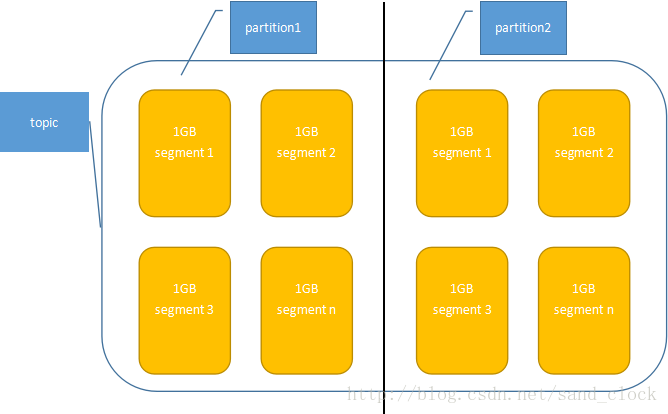 partition1
partition2
topic
1GB
segment 1
1GB
segment 2
1GB
segment 1
1GB
segment 2
1GB
segment 3
1GB
segment n
1GB
segment 3
1GB
segment n
http://blog.csdn.net/sand_clock